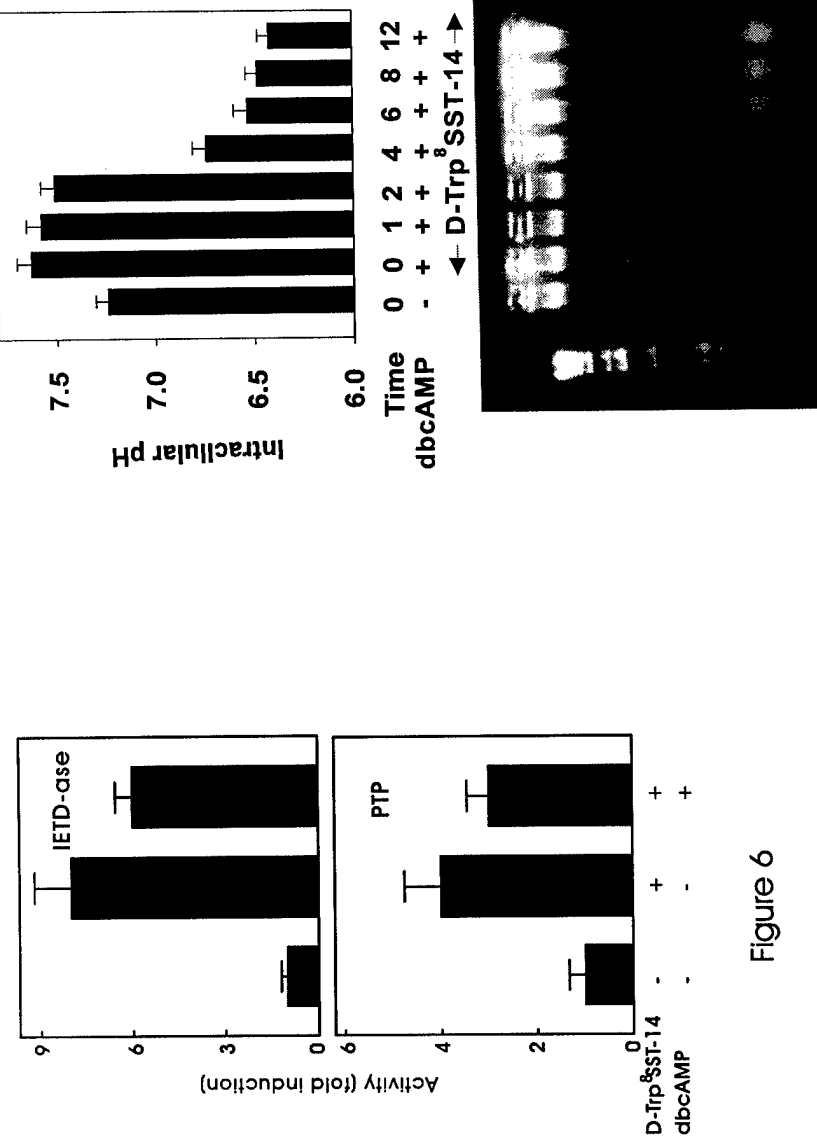 9
6
3
0
IETD-ase
Activity (fold induction)
6
4
2
0
PTP
D-Trp8SST-14 - + +
dbcAMP - - +
Figure 6
Intracllular pH
7.5
7.0
6.5
6.0
Time 0 0 1 2 4 6 8 12
dbcAMP - + + + + + + +
← D-Trp8SST-14 →